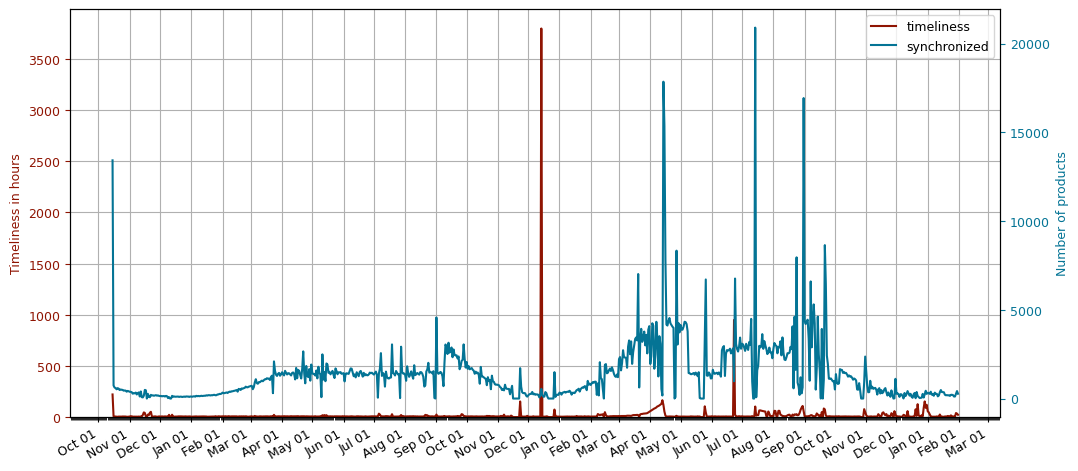 timeliness
synchronized
Timeliness in hours
3500
3000
2500
2000
1500
1000
500
0
Number of products
20000
15000
10000
5000
0
Oct 01
Nov 01
Dec 01
Jan 01
Feb 01
Mar 01
Apr 01
May 01
Jun 01
Jul 01
Aug 01
Sep 01
Oct 01
Nov 01
Dec 01
Jan 01
Feb 01
Mar 01
Apr 01
May 01
Jun 01
Jul 01
Aug 01
Sep 01
Oct 01
Nov 01
Dec 01
Jan 01
Feb 01
Mar 01